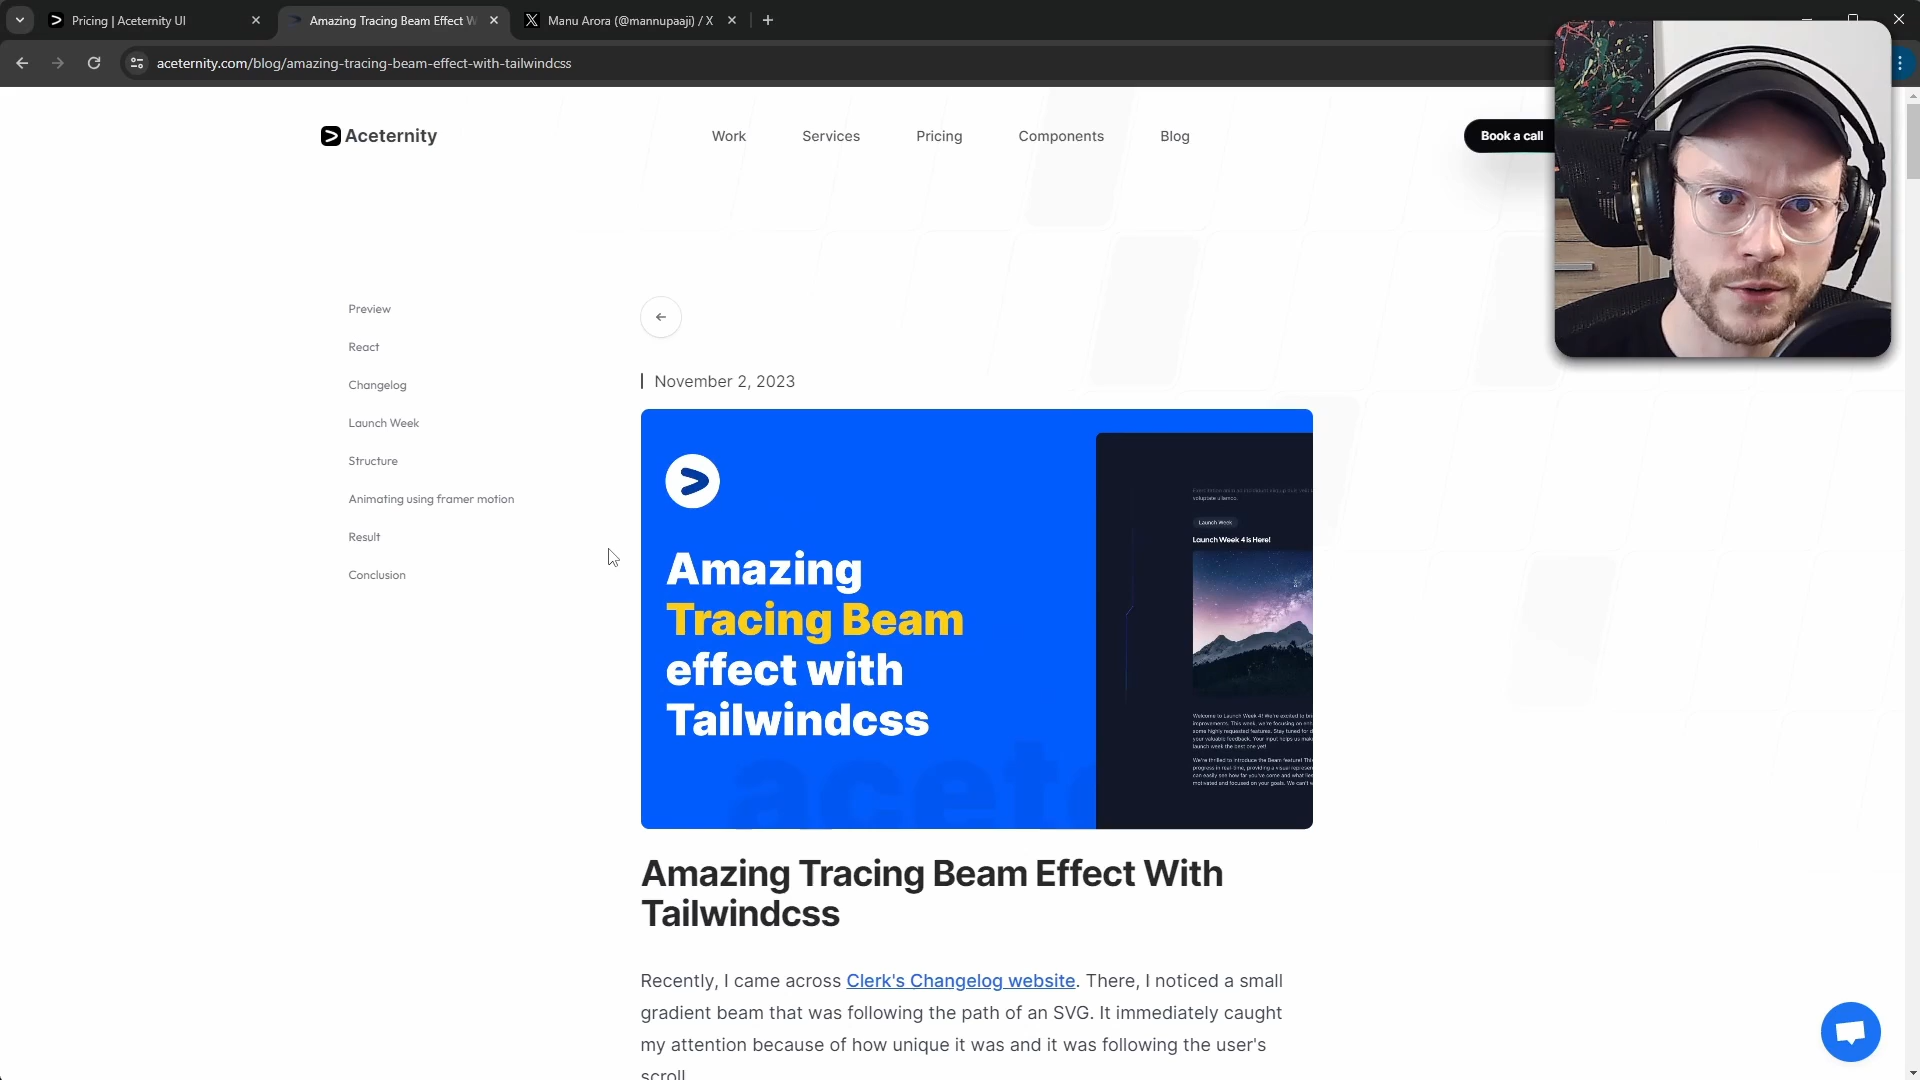 Pricing | Aceternity UI
Amazing Tracing Beam Effect W
Manu Arora (@mannupaaji) / X
aceternity.com/blog/amazing-tracing-beam-effect-with-tailwindcss
Aceternity
Work
Services
Pricing
Components
Blog
Book a call
Preview
React
Changelog
Launch Week
Structure
Animating using framer motion
Result
Conclusion
November 2, 2023
Amazing
Tracing Beam
effect with
Tailwindcss
acete
Launch Week
Launch Week 4 is Here!
Amazing Tracing Beam Effect With
Tailwindcss
Recently, I came across Clerk's Changelog website. There, I noticed a small
gradient beam that was following the path of an SVG. It immediately caught
my attention because of how unique it was and it was following the user's
scroll.